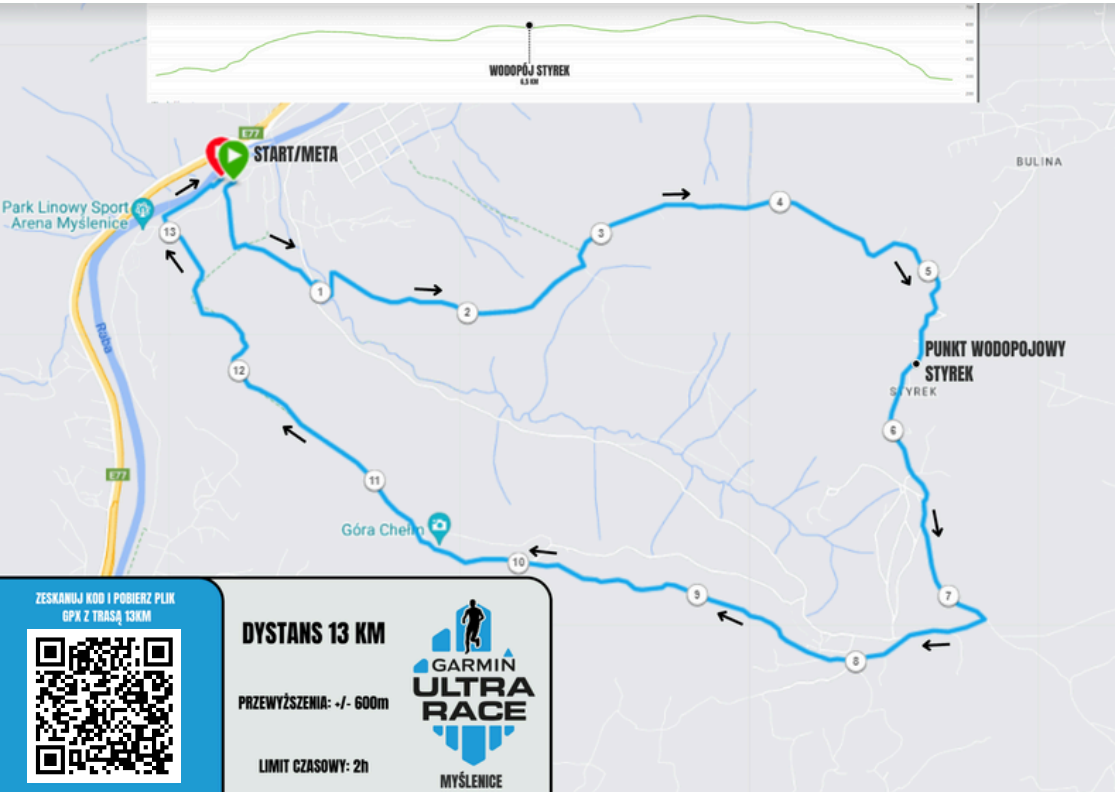 WODOPÓJ STYREK
6,5 KM
E77
START/META
BULINA
Park Linowy Sport
Arena Myślenice
13
3
4
5
1
2
Raba
PUNKT WODOPOJOWY
STYREK
STYREK
12
6
E77
11
Góra Chełm
10
9
7
8
ZESKANUJ KOD I POBIERZ PLIK
GPX Z TRASĄ 13KM
DYSTANS 13 KM
PRZEWYŻSZENIA: +/- 600m
LIMIT CZASOWY: 2h
GARMIN
ULTRA
RACE
MYŚLENICE